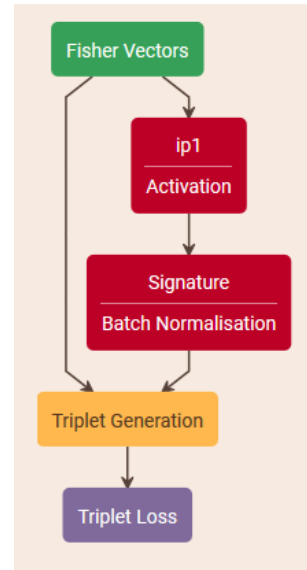 Fisher Vectors
ip1
Activation
Signature
Batch Normalisation
Triplet Generation
Triplet Loss